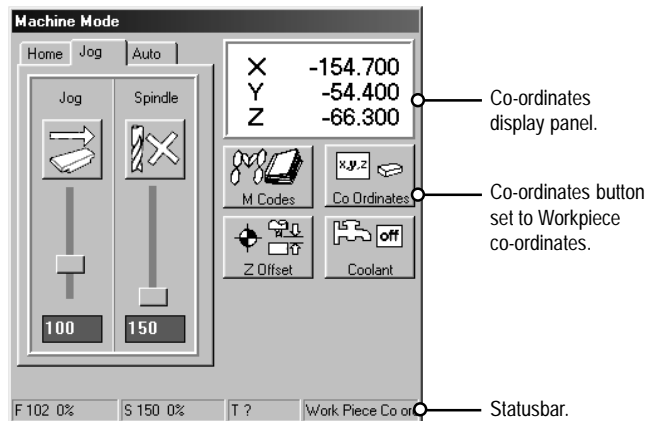 Machine Mode
Home Jog Auto
Jog Spindle
100 150
X -154.700
Y -54.400
Z -66.300
M Codes
x,y,z
Co Ordinates
Z Offset
off
Coolant
F 102 0% S 150 0% T ? Work Piece Co or
Co-ordinates
display panel.
Co-ordinates button
set to Workpiece
co-ordinates.
Statusbar.